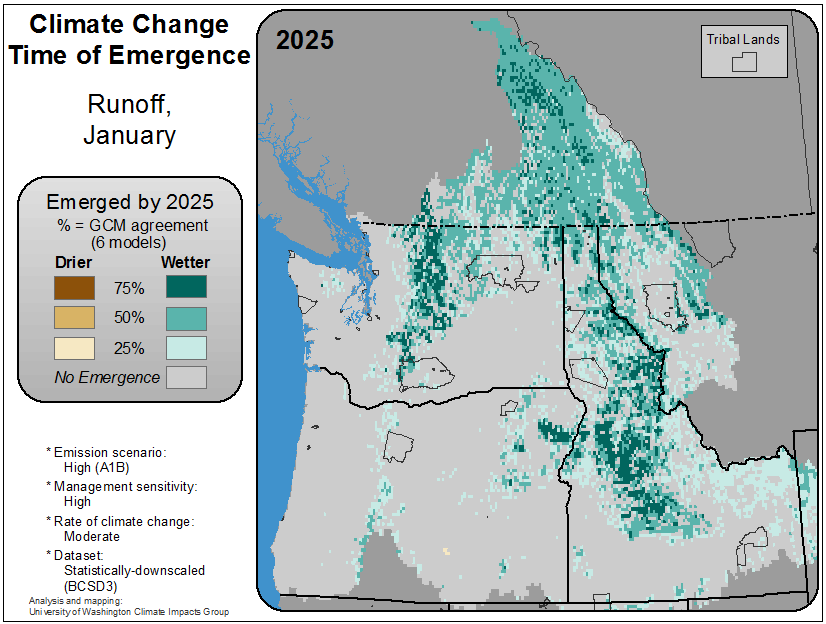 Climate Change
Time of Emergence
Runoff,
January
Emerged by 2025
% = GCM agreement
(6 models)
Drier Wetter
75%
50%
25%
No Emergence
* Emission scenario:
High (A1B)
* Management sensitivity:
High
* Rate of climate change:
Moderate
* Dataset:
Statistically-downscaled
(BCSD3)
Analysis and mapping:
University of Washington Climate Impacts Group
2025
Tribal Lands